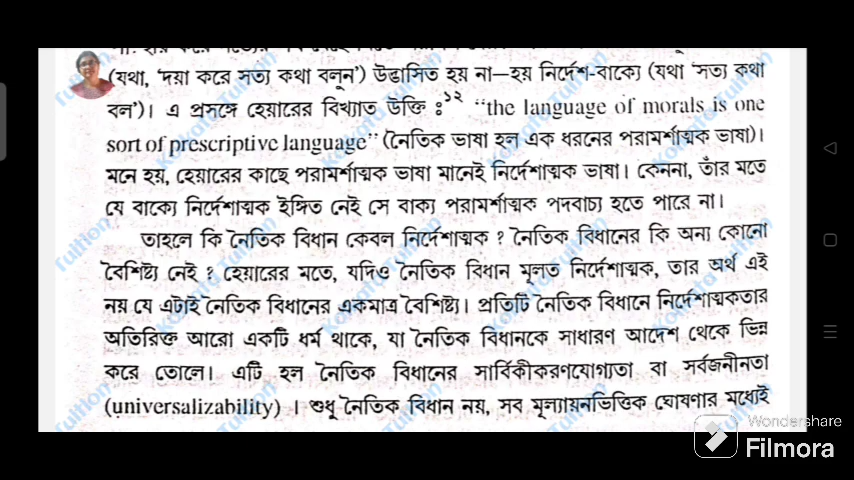 (যথা, 'দয়া করে সত্য কথা বলুন') উদ্ভাসিত হয় না—হয় নির্দেশ-বাক্যে (যথা 'সত্য কথা
বল')। এ প্রসঙ্গে হেয়ারের বিখ্যাত উক্তি ঃ১২ "the language of morals is one
sort of prescriptive language" (নৈতিক ভাষা হল এক ধরনের পরামর্শাত্মক ভাষা)।
মনে হয়, হেয়ারের কাছে পরামর্শাত্মক ভাষা মানেই নির্দেশাত্মক ভাষা। কেননা, তাঁর মতে
যে বাক্যে নির্দেশাত্মক ইঙ্গিত নেই সে বাক্য পরামর্শাত্মক পদবাচ্য হতে পারে না।
তাহলে কি নৈতিক বিধান কেবল নির্দেশাত্মক ? নৈতিক বিধানের কি অন্য কোনো
বৈশিষ্ট্য নেই ? হেয়ারের মতে, যদিও নৈতিক বিধান মূলত নির্দেশাত্মক, তার অর্থ এই
নয় যে এটাই নৈতিক বিধানের একমাত্র বৈশিষ্ট্য। প্রতিটি নৈতিক বিধানে নির্দেশাত্মকতার
অতিরিক্ত আরো একটি ধর্ম থাকে, যা নৈতিক বিধানকে সাধারণ আদেশ থেকে ভিন্ন
করে তোলে। এটি হল নৈতিক বিধানের সার্বিকীকরণযোগ্যতা বা সর্বজনীনতা
(universalizability) । শুধু নৈতিক বিধান নয়, সব মূল্যায়নভিত্তিক ঘোষণার মধ্যেই
Wondershare
Filmora
Kolkata Tuition